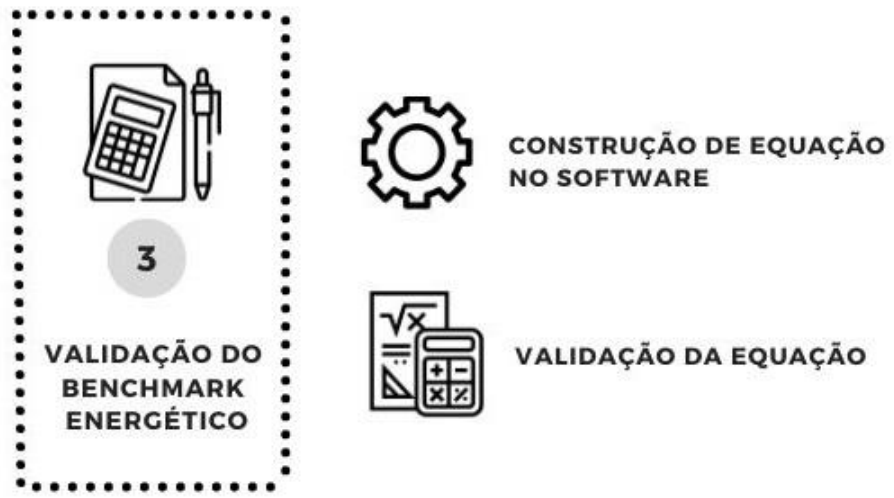 3
VALIDAÇÃO DO
BENCHMARK
ENERGÉTICO
CONSTRUÇÃO DE EQUAÇÃO
NO SOFTWARE
VALIDAÇÃO DA EQUAÇÃO